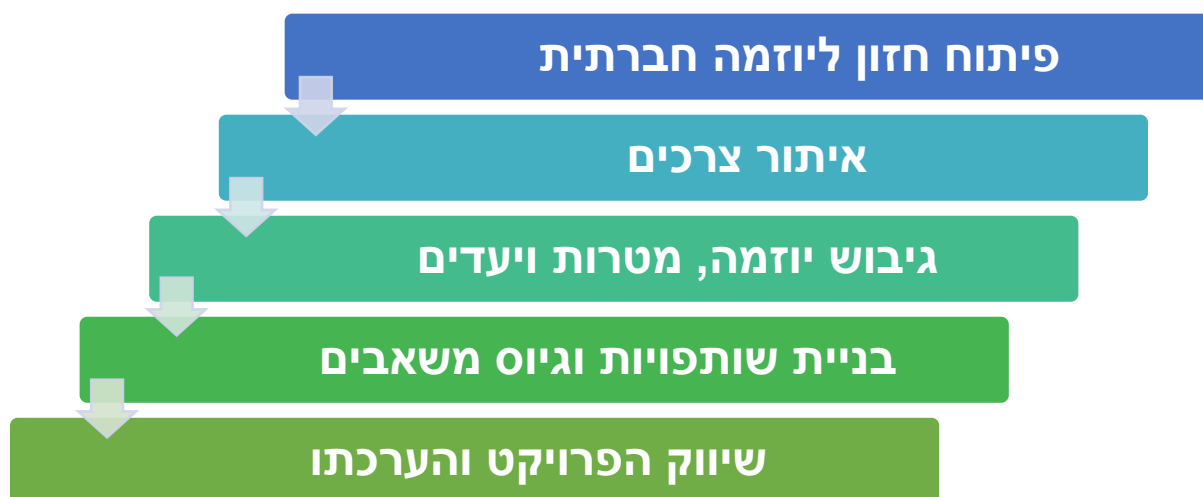 פיתוח חזון ליוזמה חברתית
איתור צרכים
גיבוש יוזמה, מטרות ויעדים
בניית שותפויות וגיוס משאבים
שיווק הפרויקט והערכתו